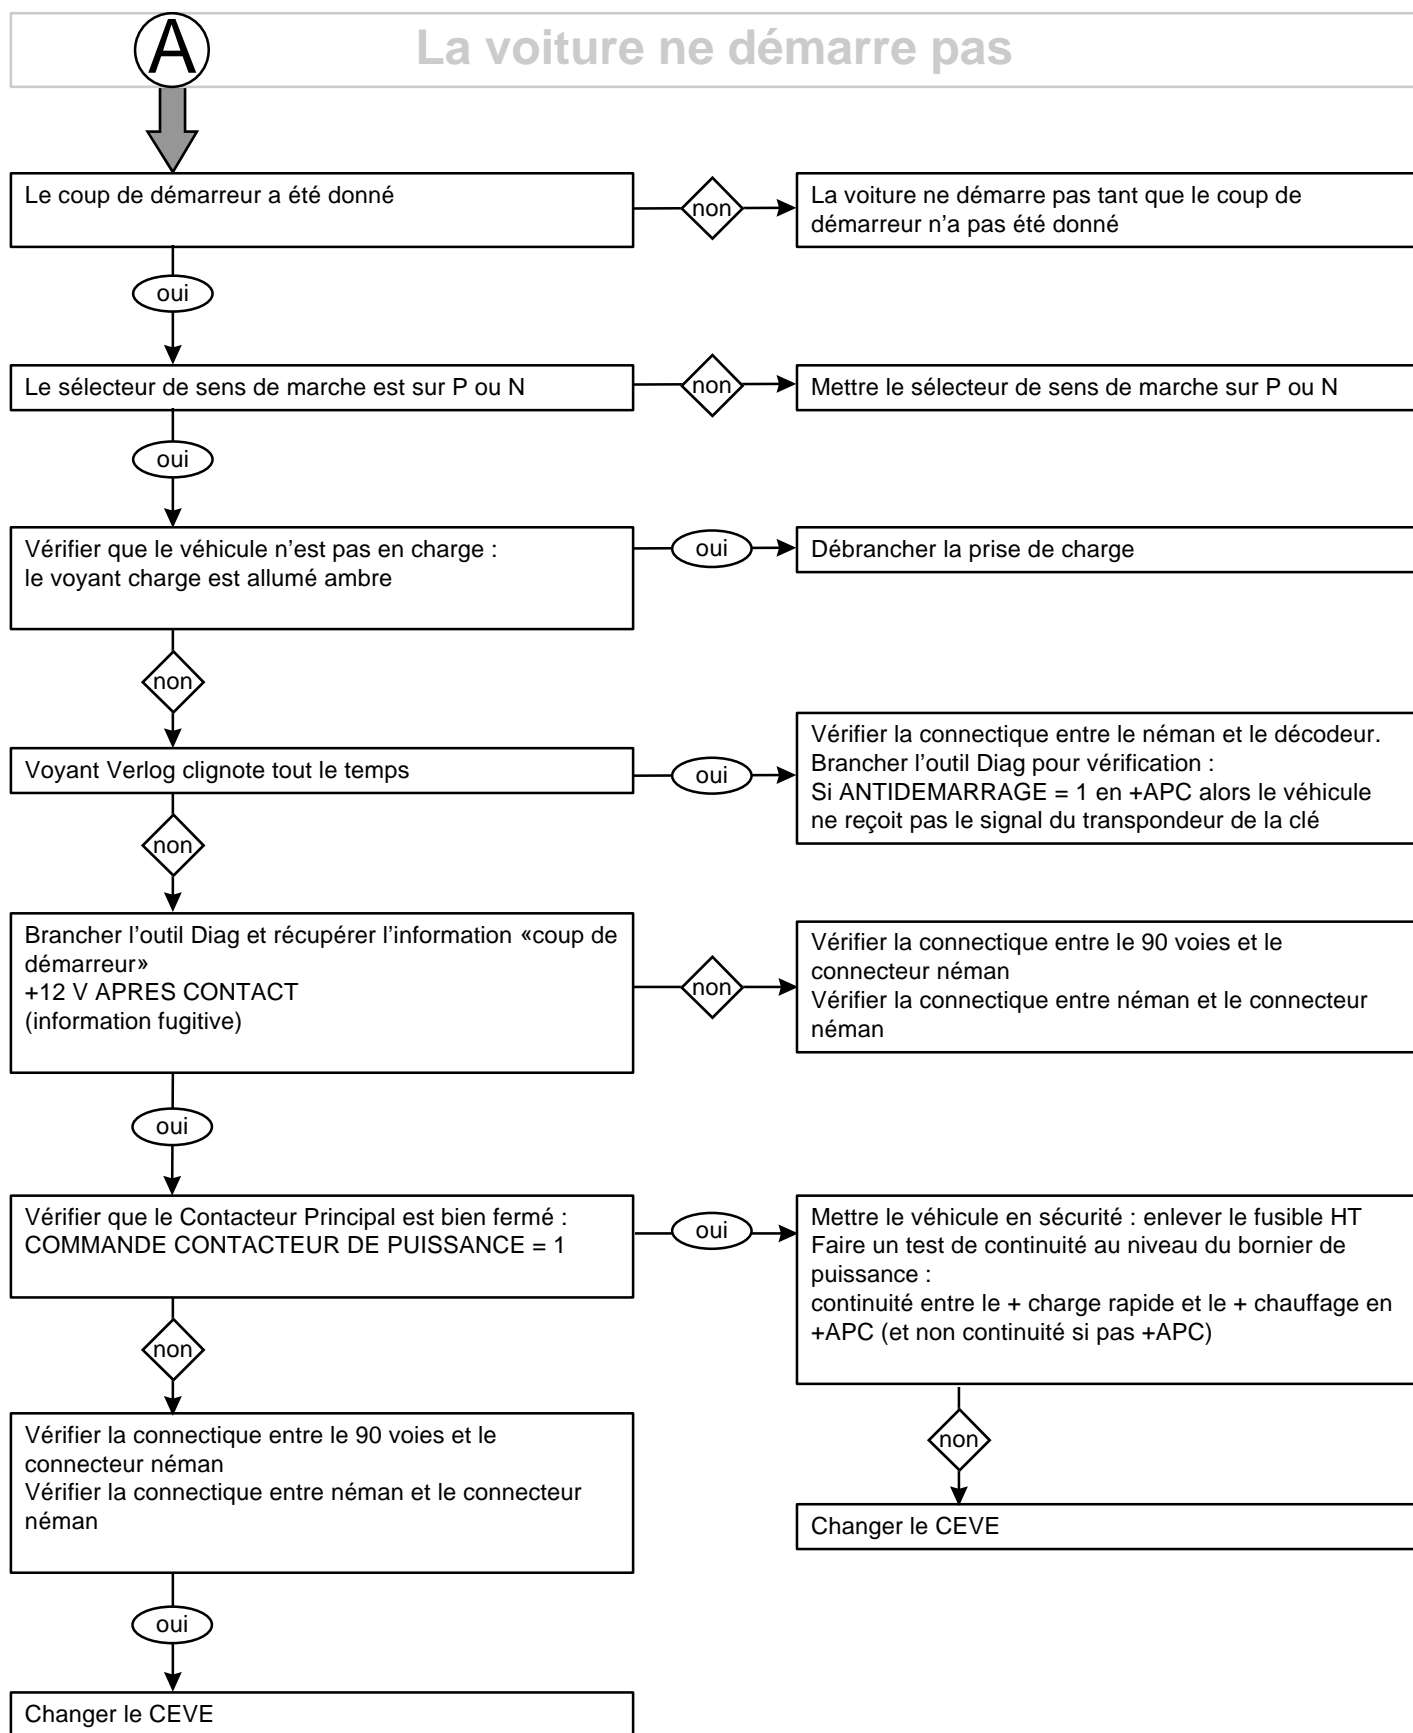 A
La voiture ne démarre pas
Le coup de démarreur a été donné
non
La voiture ne démarre pas tant que le coup de
démarreur n’a pas été donné
oui
Le sélecteur de sens de marche est sur P ou N
non
Mettre le sélecteur de sens de marche sur P ou N
oui
Vérifier que le véhicule n’est pas en charge :
le voyant charge est allumé ambre
oui
Débrancher la prise de charge
non
Voyant Verlog clignote tout le temps
oui
Vérifier la connectique entre le néman et le décodeur.
Brancher l’outil Diag pour vérification :
Si ANTIDEMARRAGE = 1 en +APC alors le véhicule
ne reçoit pas le signal du transpondeur de la clé
non
Brancher l’outil Diag et récupérer l’information «coup de
démarreur»
+12 V APRES CONTACT
(information fugitive)
non
Vérifier la connectique entre le 90 voies et le
connecteur néman
Vérifier la connectique entre néman et le connecteur
néman
oui
Vérifier que le Contacteur Principal est bien fermé :
COMMANDE CONTACTEUR DE PUISSANCE = 1
oui
Mettre le véhicule en sécurité : enlever le fusible HT
Faire un test de continuité au niveau du bornier de
puissance :
continuité entre le + charge rapide et le + chauffage en
+APC (et non continuité si pas +APC)
non
Vérifier la connectique entre le 90 voies et le
connecteur néman
Vérifier la connectique entre néman et le connecteur
néman
non
Changer le CEVE
oui
Changer le CEVE